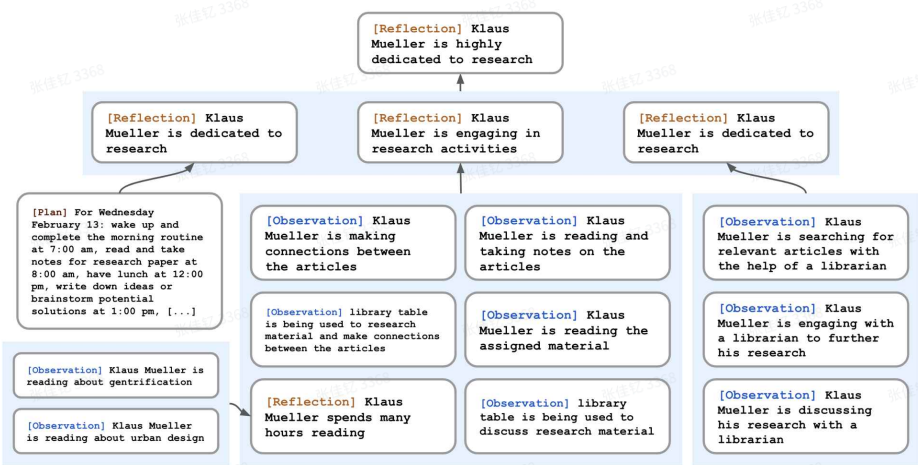 [Reflection] Klaus
Mueller is highly
dedicated to research
[Reflection] Klaus
Mueller is dedicated to
research
[Reflection] Klaus
Mueller is engaging in
research activities
[Reflection] Klaus
Mueller is dedicated to
research
[Plan] For Wednesday
February 13: wake up and
complete the morning routine
at 7:00 am, read and take
notes for research paper at
8:00 am, have lunch at 12:00
pm, write down ideas or
brainstorm potential
solutions at 1:00 pm, [...]
[Observation] Klaus Mueller is
reading about gentrification
[Observation] Klaus Mueller
is reading about urban design
[Observation] Klaus
Mueller is making
connections between
the articles
[Observation] Klaus
Mueller is reading and
taking notes on the
articles
[Observation] library table
is being used to research
material and make connections
between the articles
[Observation] Klaus
Mueller is reading the
assigned material
[Reflection] Klaus
Mueller spends many
hours reading
[Observation] library
table is being used to
discuss research material
[Observation] Klaus
Mueller is searching for
relevant articles with
the help of a librarian
[Observation] Klaus
Mueller is engaging with
a librarian to further
his research
[Observation] Klaus
Mueller is discussing
his research with a
librarian
张佳钇 3368